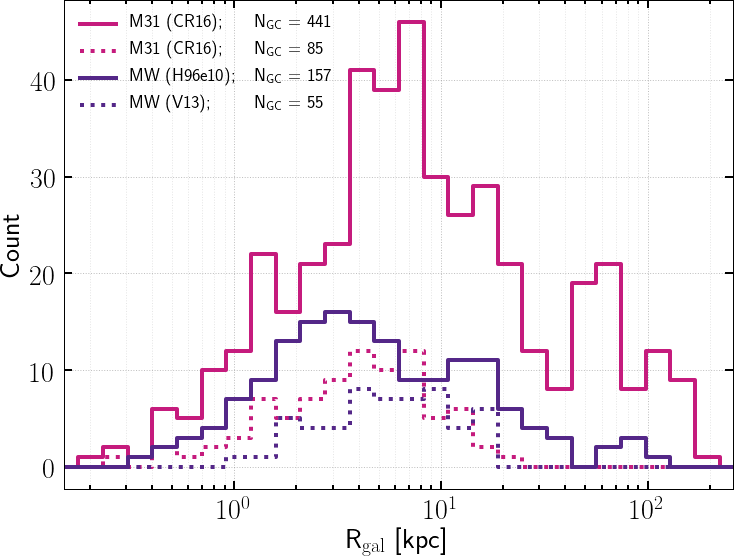 M31 (CR16); N_GC = 441
M31 (CR16); N_GC = 85
MW (H96e10); N_GC = 157
MW (V13); N_GC = 55
Count
40
30
20
10
0
10^0 10^1 10^2
R_gal [kpc]